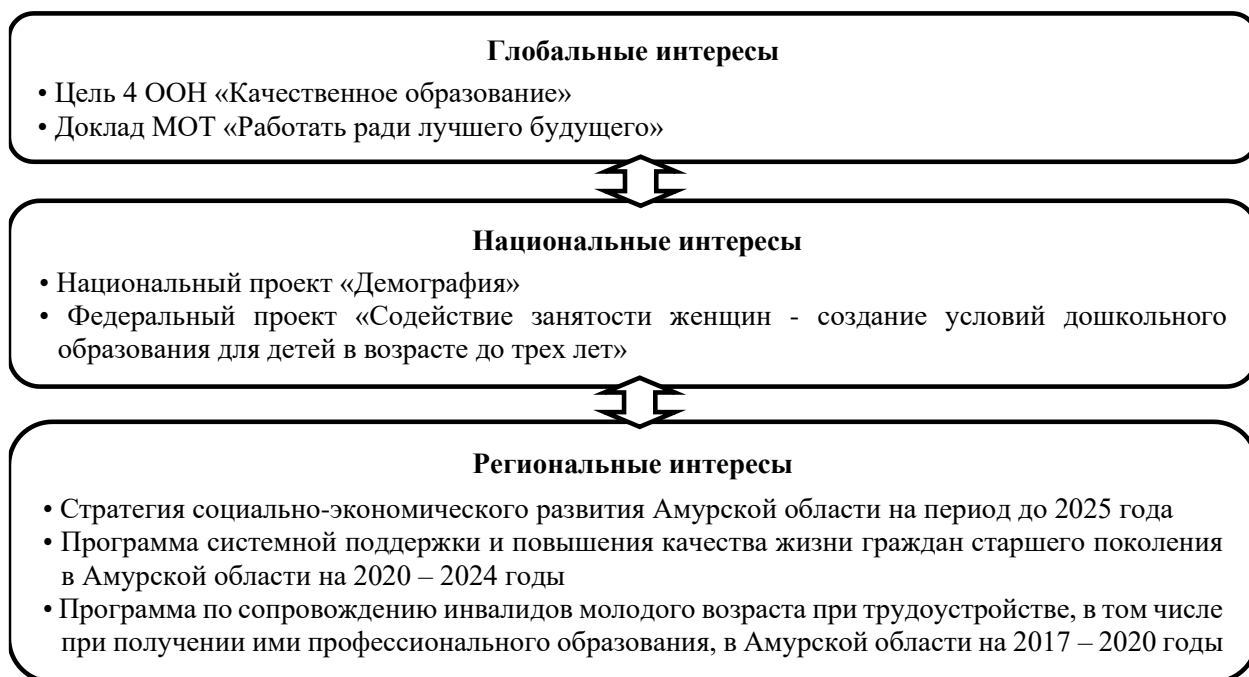 Глобальные интересы
• Цель 4 ООН «Качественное образование»
• Доклад МОТ «Работать ради лучшего будущего»
Национальные интересы
• Национальный проект «Демография»
• Федеральный проект «Содействие занятости женщин - создание условий дошкольного
образования для детей в возрасте до трех лет»
Региональные интересы
• Стратегия социально-экономического развития Амурской области на период до 2025 года
• Программа системной поддержки и повышения качества жизни граждан старшего поколения
в Амурской области на 2020 – 2024 годы
• Программа по сопровождению инвалидов молодого возраста при трудоустройстве, в том числе
при получении ими профессионального образования, в Амурской области на 2017 – 2020 годы